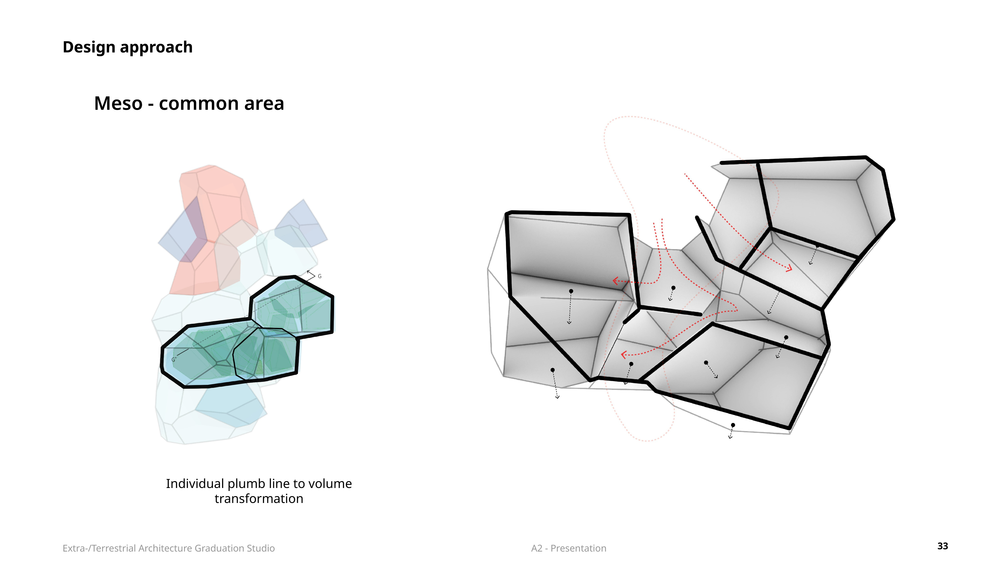 Design approach
Meso - common area
G
G'
Individual plumb line to volume
transformation
Extra-/Terrestrial Architecture Graduation Studio
A2 - Presentation
33